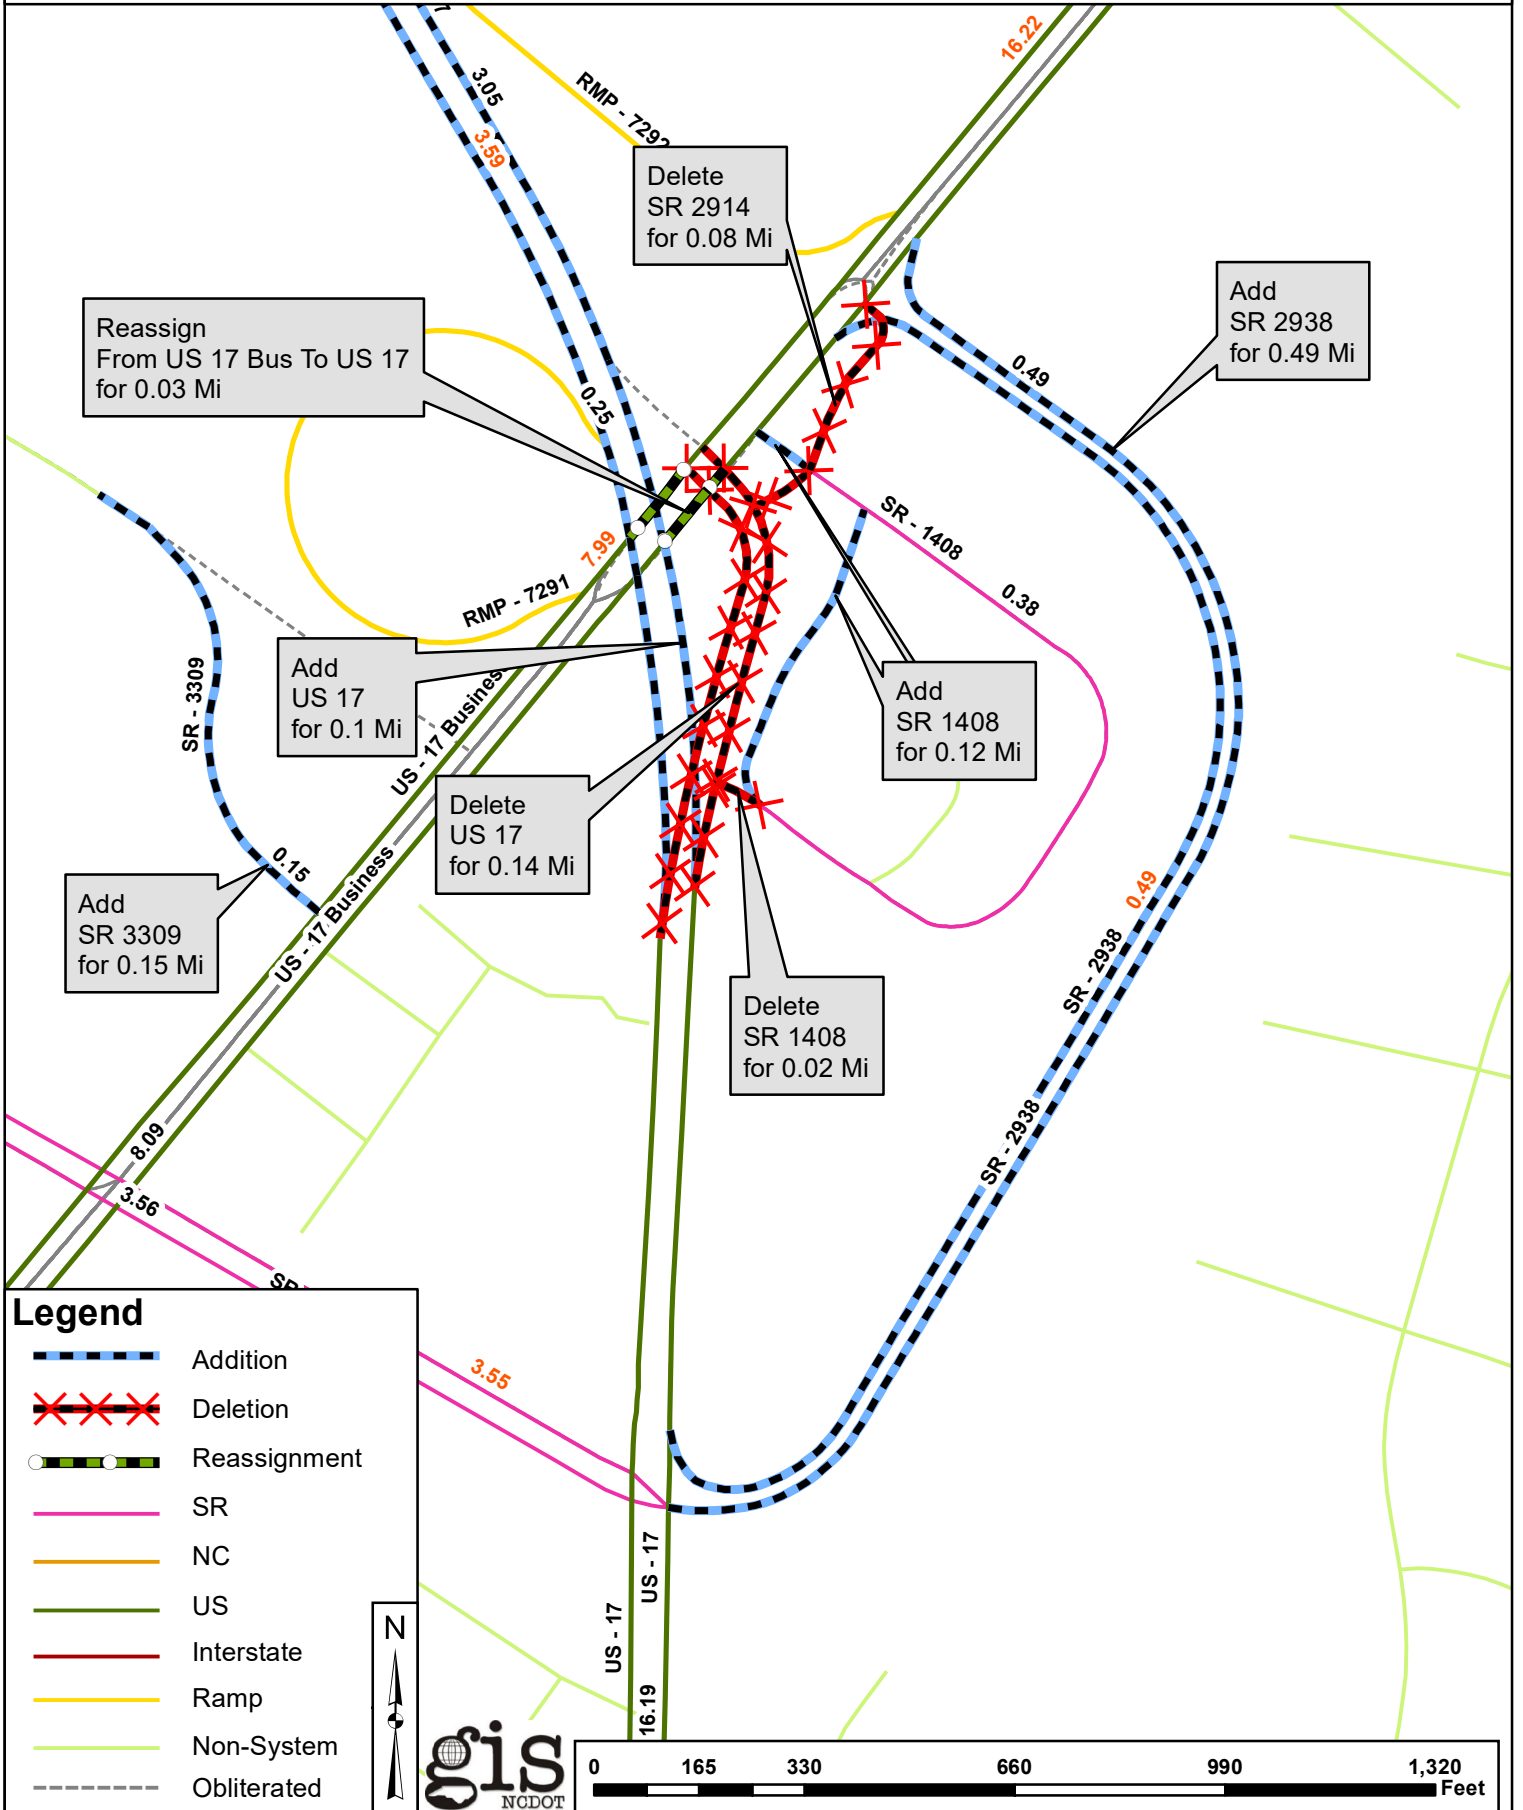 16.22
3.05
3.59
RMP - 7292
Delete
SR 2914
for 0.08 Mi
Add
SR 2938
for 0.49 Mi
Reassign
From US 17 Bus To US 17
for 0.03 Mi
0.49
0.25
SR - 1408
7.99
RMP - 7291
0.38
SR - 3309
Add
US 17
for 0.1 Mi
US - 17 Business
Add
SR 1408
for 0.12 Mi
Delete
US 17
for 0.14 Mi
0.15
US - 17 Business
Add
SR 3309
for 0.15 Mi
0.49
SR - 2938
Delete
SR 1408
for 0.02 Mi
SR - 2938
8.09
3.56
SR
3.55
Legend
Addition
Deletion
Reassignment
SR
NC
US
Interstate
Ramp
Non-System
Obliterated
N
US - 17
US - 17
16.19
gis
NCDOT
0 165 330 660 990 1,320
Feet